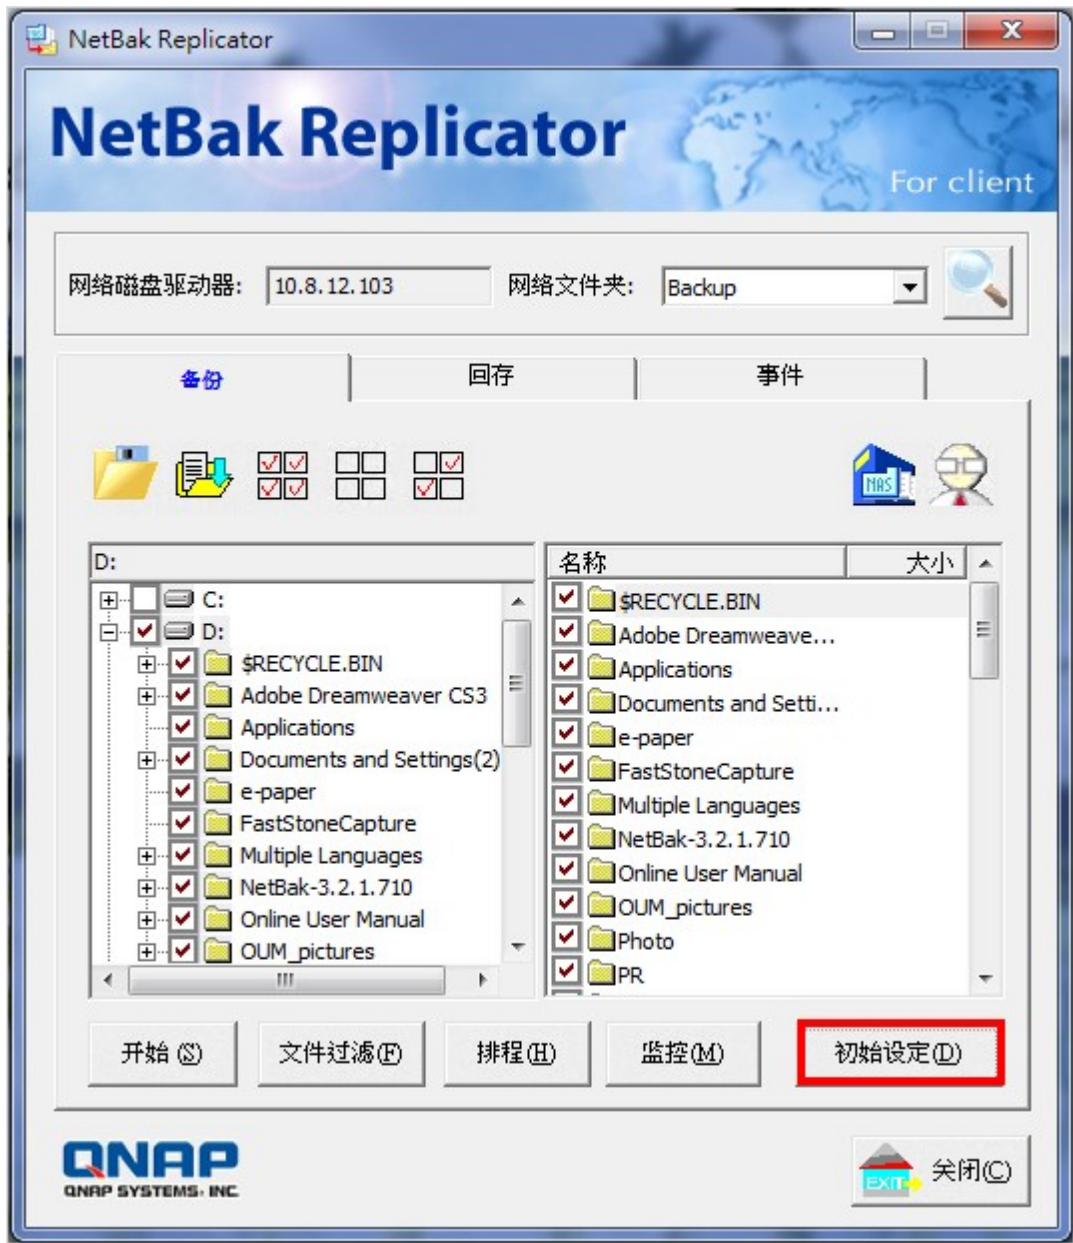 NetBak Replicator
NetBak Replicator
For client
网络磁盘驱动器: 10.8.12.103 网络文件夹: Backup
备份 回存 事件
NAS
D: 名称 大小
C:
D:
$RECYCLE.BIN
Adobe Dreamweaver CS3
Applications
Documents and Settings(2)
e-paper
FastStoneCapture
Multiple Languages
NetBak-3.2.1.710
Online User Manual
OUM_pictures
$RECYCLE.BIN
Adobe Dreamweave...
Applications
Documents and Setti...
e-paper
FastStoneCapture
Multiple Languages
NetBak-3.2.1.710
Online User Manual
OUM_pictures
Photo
PR
开始 (S) 文件过滤(F) 排程(H) 监控(M) 初始设定(D)
QNAP
QNAP SYSTEMS, INC
EXIT 关闭(C)